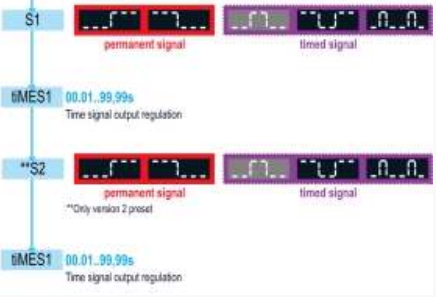 S1
permanent signal
timed signal
tiMES1
00.01..99,99s
Time signal output regulation
**S2
permanent signal
timed signal
**Only version 2 preset
tiMES1
00.01..99,99s
Time signal output regulation